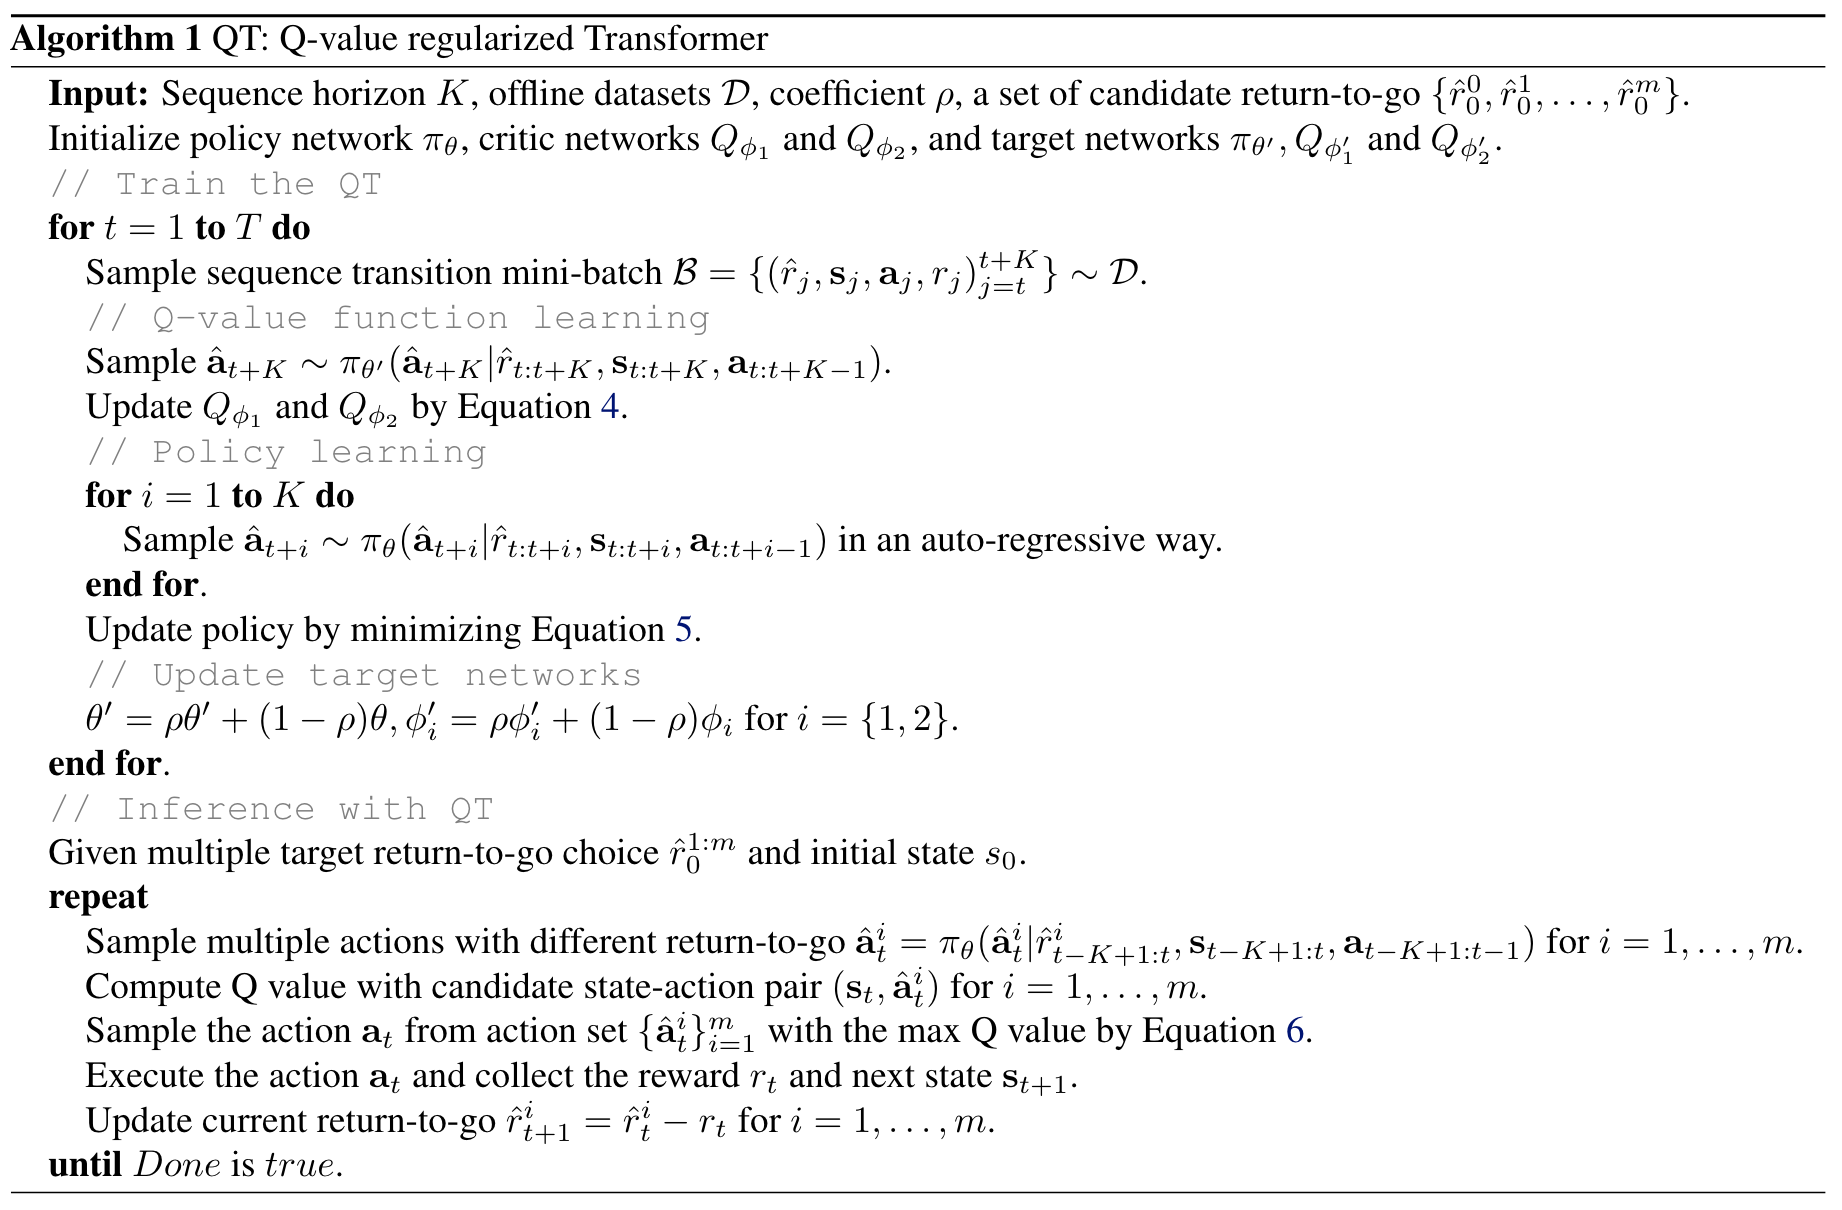 Algorithm 1 QT: Q-value regularized Transformer
Input: Sequence horizon $K$, offline datasets $\mathcal{D}$, coefficient $\rho$, a set of candidate return-to-go $\{\hat{r}_0^0, \hat{r}_0^1, \ldots, \hat{r}_0^m\}$.
Initialize policy network $\pi_\theta$, critic networks $Q_{\phi_1}$ and $Q_{\phi_2}$, and target networks $\pi_{\theta'}, Q_{\phi_1'}$ and $Q_{\phi_2'}$.
// Train the QT
for $t = 1$ to $T$ do
Sample sequence transition mini-batch $\mathcal{B} = \{(\hat{r}_j, \mathbf{s}_j, \mathbf{a}_j, r_j)_{j=t}^{t+K}\} \sim \mathcal{D}$.
// Q-value function learning
Sample $\hat{\mathbf{a}}_{t+K} \sim \pi_{\theta'}(\hat{\mathbf{a}}_{t+K}|\hat{r}_{t:t+K}, \mathbf{s}_{t:t+K}, \mathbf{a}_{t:t+K-1})$.
Update $Q_{\phi_1}$ and $Q_{\phi_2}$ by Equation 4.
// Policy learning
for $i = 1$ to $K$ do
Sample $\hat{\mathbf{a}}_{t+i} \sim \pi_\theta(\hat{\mathbf{a}}_{t+i}|\hat{r}_{t:t+i}, \mathbf{s}_{t:t+i}, \mathbf{a}_{t:t+i-1})$ in an auto-regressive way.
end for.
Update policy by minimizing Equation 5.
// Update target networks
$\theta' = \rho\theta' + (1 - \rho)\theta, \phi_i' = \rho\phi_i' + (1 - \rho)\phi_i$ for $i = \{1, 2\}$.
end for.
// Inference with QT
Given multiple target return-to-go choice $\hat{r}_0^{1:m}$ and initial state $s_0$.
repeat
Sample multiple actions with different return-to-go $\hat{\mathbf{a}}_t^i = \pi_\theta(\hat{\mathbf{a}}_t^i|\hat{r}_{t-K+1:t}^i, \mathbf{s}_{t-K+1:t}, \mathbf{a}_{t-K+1:t-1})$ for $i = 1, \ldots, m$.
Compute Q value with candidate state-action pair $(\mathbf{s}_t, \hat{\mathbf{a}}_t^i)$ for $i = 1, \ldots, m$.
Sample the action $\mathbf{a}_t$ from action set $\{\hat{\mathbf{a}}_t^i\}_{i=1}^m$ with the max Q value by Equation 6.
Execute the action $\mathbf{a}_t$ and collect the reward $r_t$ and next state $\mathbf{s}_{t+1}$.
Update current return-to-go $\hat{r}_{t+1}^i = \hat{r}_t^i - r_t$ for $i = 1, \ldots, m$.
until $Done$ is $true$.